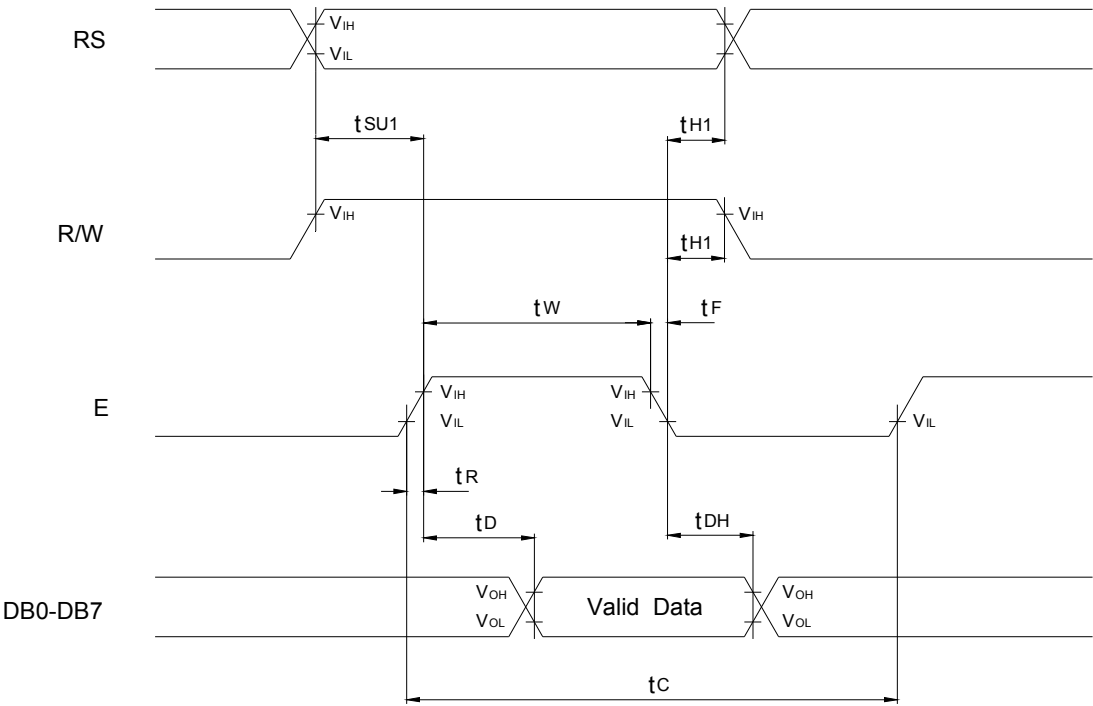 RS
VIH
VIL
tSU1
tH1
R/W
VIH
VIH
tH1
tW
tF
E
VIH
VIH
VIL
VIL
VIL
tR
tD
tDH
DB0-DB7
VOH
Valid Data
VOH
VOL
VOL
tC